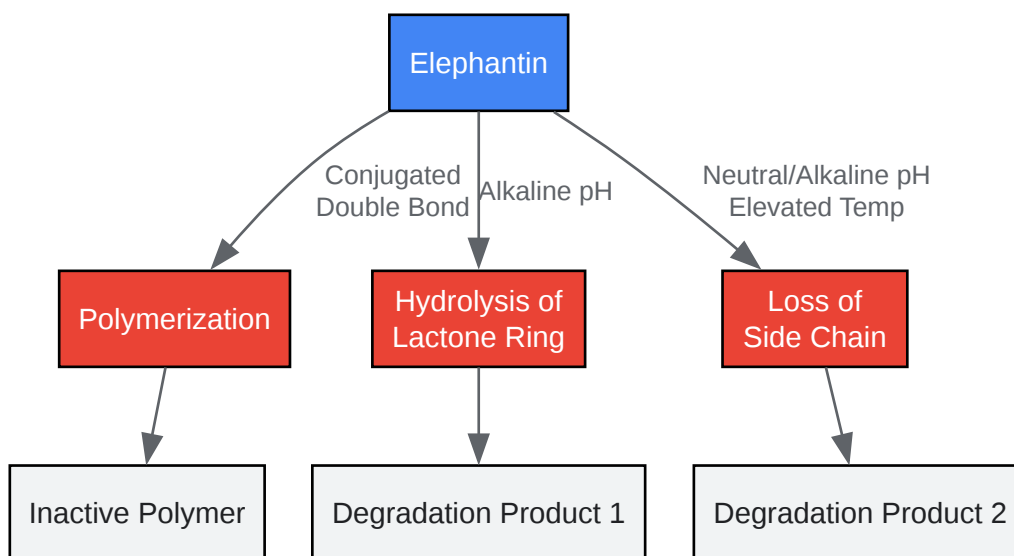 Elephantin
Conjugated
Double Bond
Alkaline pH
Neutral/Alkaline pH
Elevated Temp
Polymerization
Hydrolysis of
Lactone Ring
Loss of
Side Chain
Inactive Polymer
Degradation Product 1
Degradation Product 2